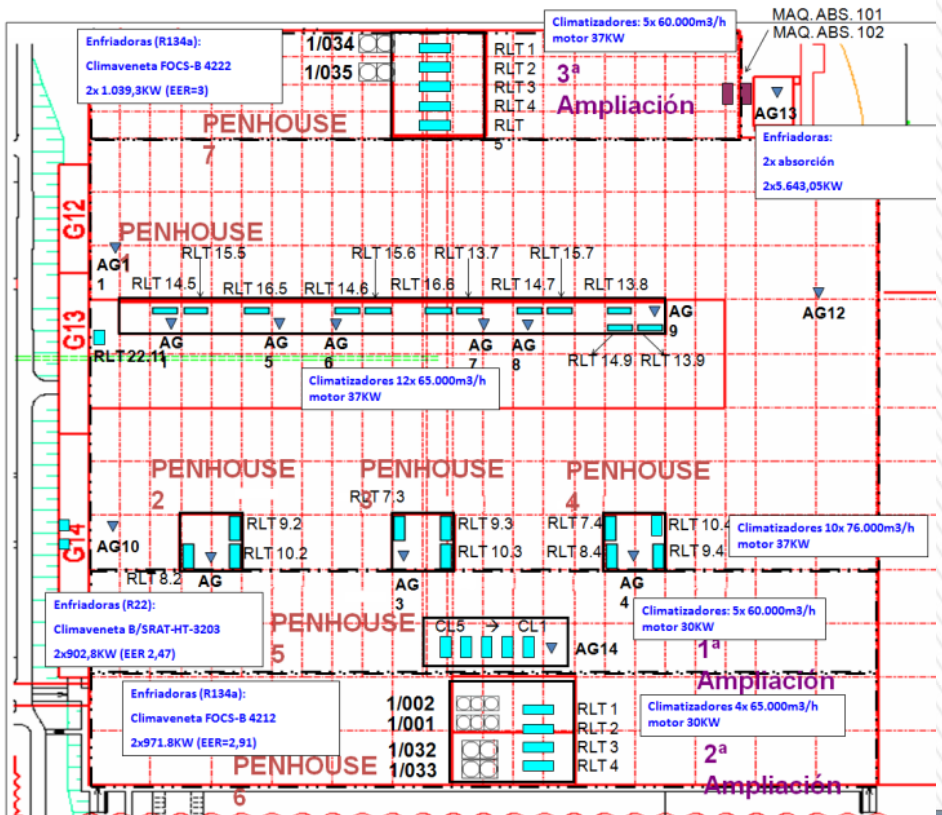 MAQ. ABS. 101
MAQ. ABS. 102
Climatizadores: 5x 60.000m3/h
motor 37KW
Enfriadoras (R134a):
Climaveneta FOCS-B 4222
2x 1.039,3KW (EER=3)
1/034
1/035
RLT 1
RLT 2
RLT 3
RLT 4
RLT
5
3ª
Ampliación
AG13
PENHOUSE
7
Enfriadoras:
2x absorción
2x5.643,05KW
G12
PENHOUSE
1
AG1
1
RLT 15.5
RLT 15.6
RLT 13.7
RLT 15.7
RLT 14.5
RLT 16.5
RLT 14.6
RLT 16.6
RLT 14.7
RLT 13.8
G13
AG
1
AG
5
AG
6
AG
7
AG
8
AG
9
AG12
RLT 22.11
RLT 14.9
RLT 13.9
Climatizadores 12x 65.000m3/h
motor 37KW
PENHOUSE
2
PENHOUSE
3
PENHOUSE
4
RLT 7.3
G14
AG10
RLT 9.2
RLT 10.2
RLT 8.2
AG
RLT 9.3
RLT 10.3
AG
3
RLT 7.4
RLT 8.4
RLT 10.4
RLT 9.4
AG
4
Climatizadores 10x 76.000m3/h
motor 37KW
Enfriadoras (R22):
Climaveneta B/SRAT-HT-3203
2x902,8KW (EER 2,47)
PENHOUSE
5
CL5 → CL1
AG14
Climatizadores: 5x 60.000m3/h
motor 30KW
1ª
Ampliación
Enfriadoras (R134a):
Climaveneta FOCS-B 4212
2x971.8KW (EER=2,91)
1/002
1/001
1/032
1/033
RLT 1
RLT 2
RLT 3
RLT 4
Climatizadores 4x 65.000m3/h
motor 30KW
PENHOUSE
6
2ª
Ampliación